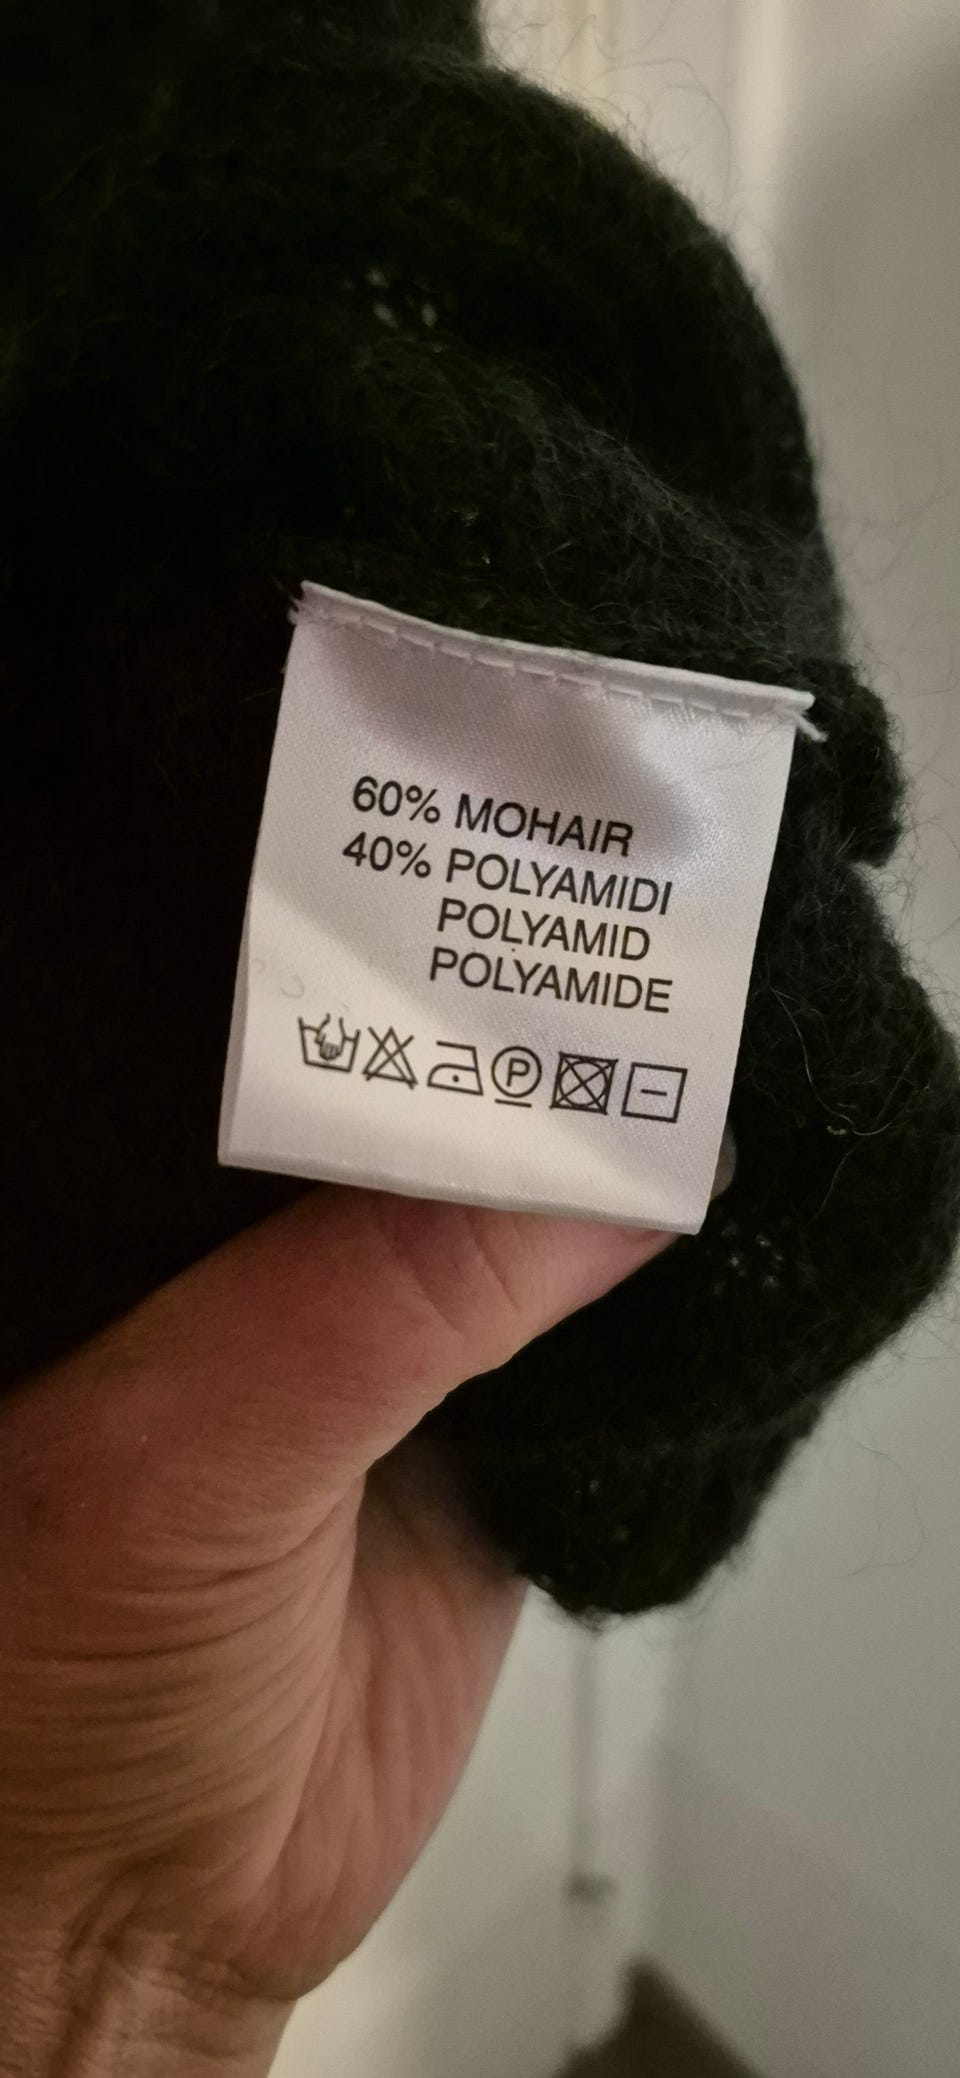 60% MOHAIR
40% POLYAMIDI
POLYAMID
POLYAMIDE
P